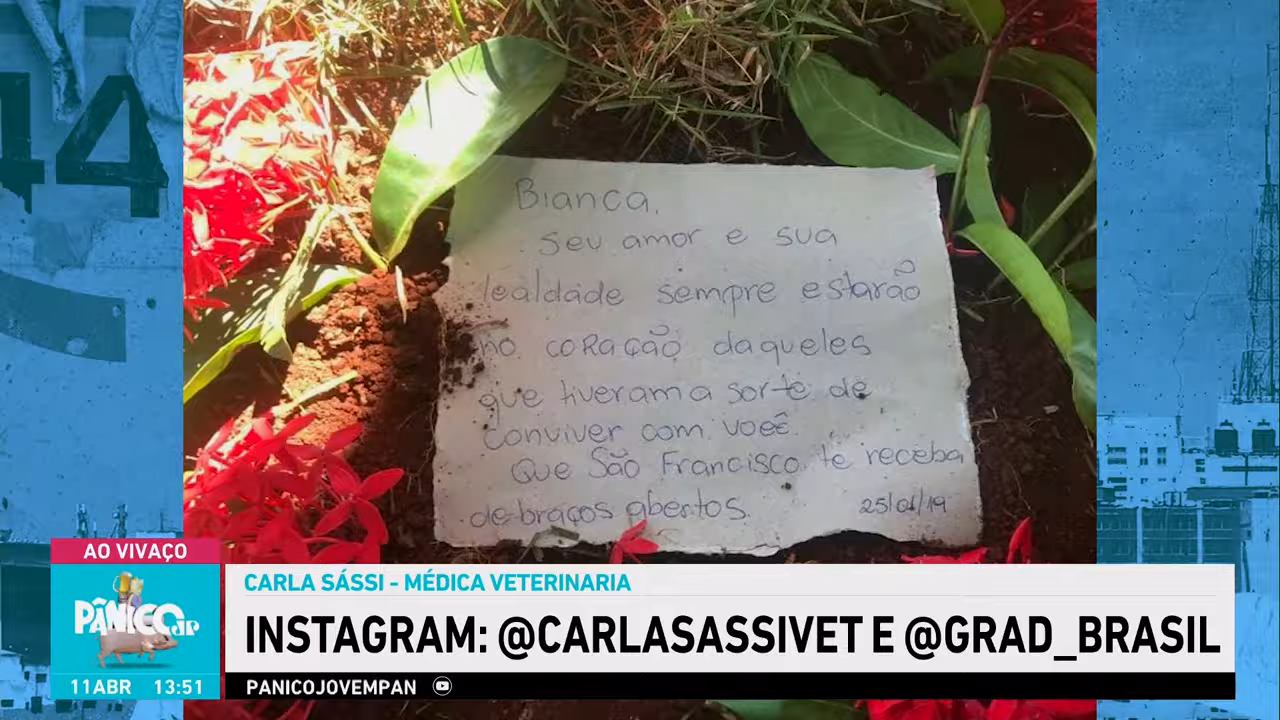 44
Bianca,
seu amor e sua
lealdade sempre estarão
no coração daqueles
que tiveram a sorte de
conviver com você.
Que São Francisco te receba
de braços abertos.
25/01/19
AO VIVAÇO
PÂNICO JP
11ABR 13:51
CARLA SÁSSI - MÉDICA VETERINARIA
INSTAGRAM: @CARLASASSIVET E @GRAD_BRASIL
PANICOJOVEMPAN